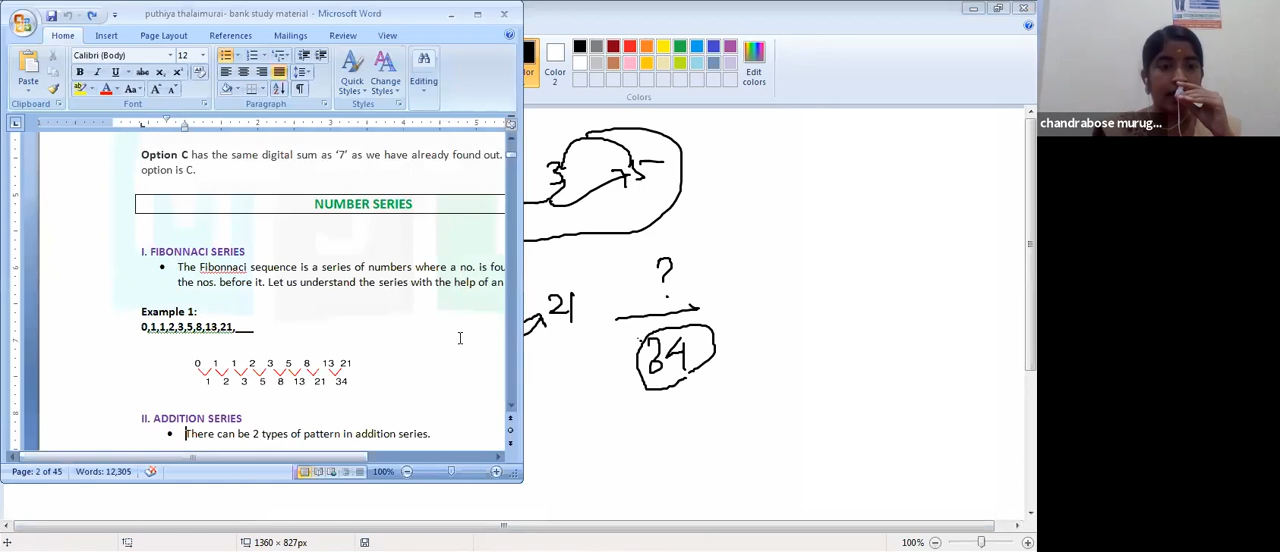 puthiya thalaimurai- bank study material - Microsoft Word
Home Insert Page Layout References Mailings Review View
Calibri (Body) 12
Paste
Quick Styles
Change Styles
Editing
Clipboard Font Paragraph Styles
Color 2
Edit colors
Colors
chandrabose murug...
Option C has the same digital sum as ‘7’ as we have already found out.
option is C.
NUMBER SERIES
I. FIBONNACI SERIES
The Fibonnaci sequence is a series of numbers where a no. is fou
the nos. before it. Let us understand the series with the help of an
Example 1:
0,1,1,2,3,5,8,13,21,___
0 1 1 2 3 5 8 13 21
1 2 3 5 8 13 21 34
II. ADDITION SERIES
There can be 2 types of pattern in addition series.
Page: 2 of 45 Words: 12,305 100%
3 75
21 ?
34
1360 × 827px 100%